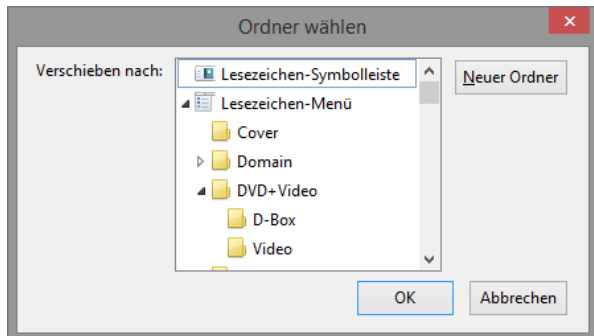 Ordner wählen
Verschieben nach:
Lesezeichen-Symbolleiste
Neuer Ordner
Lesezeichen-Menü
Cover
Domain
DVD+Video
D-Box
Video
OK
Abbrechen